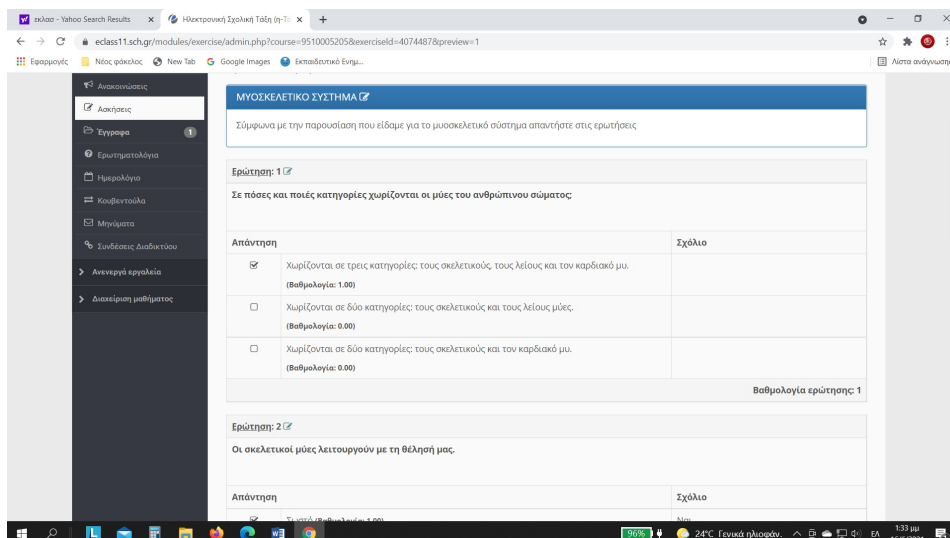 εκλασ - Yahoo Search Results
Ηλεκτρονική Σχολική Τάξη (η-Τά
eclass11.sch.gr/modules/exercise/admin.php?course=9510005205&exerciseId=4074487&preview=1
Εφαρμογές Νέος φάκελος New Tab Google Images Εκπαιδευτικό Ενημ... Λίστα ανάγνωσης
Ανακοινώσεις
Ασκήσεις
Έγγραφα 1
Ερωτηματολόγια
Ημερολόγιο
Κουβεντούλα
Μηνύματα
Συνδέσεις Διαδικτύου
Ανενεργά εργαλεία
Διαχείριση μαθήματος
ΜΥΟΣΚΕΛΕΤΙΚΟ ΣΥΣΤΗΜΑ
Σύμφωνα με την παρουσίαση που είδαμε για το μυοσκελετικό σύστημα απαντήστε στις ερωτήσεις
Ερώτηση: 1
Σε πόσες και ποιές κατηγορίες χωρίζονται οι μύες του ανθρώπινου σώματος;
Απάντηση Σχόλιο
Χωρίζονται σε τρεις κατηγορίες: τους σκελετικούς, τους λείους και τον καρδιακό μυ.
(Βαθμολογία: 1.00)
Χωρίζονται σε δύο κατηγορίες: τους σκελετικούς και τους λείους μύες.
(Βαθμολογία: 0.00)
Χωρίζονται σε δύο κατηγορίες: τους σκελετικούς και τον καρδιακό μυ.
(Βαθμολογία: 0.00)
Βαθμολογία ερώτησης: 1
Ερώτηση: 2
Οι σκελετικοί μύες λειτουργούν με τη θέλησή μας.
Απάντηση Σχόλιο
Σωστό (Βαθμολογία: 1.00) Ναι
96% 24°C Γενικά ηλιοφάν. ΕΛ 1:33 μμ